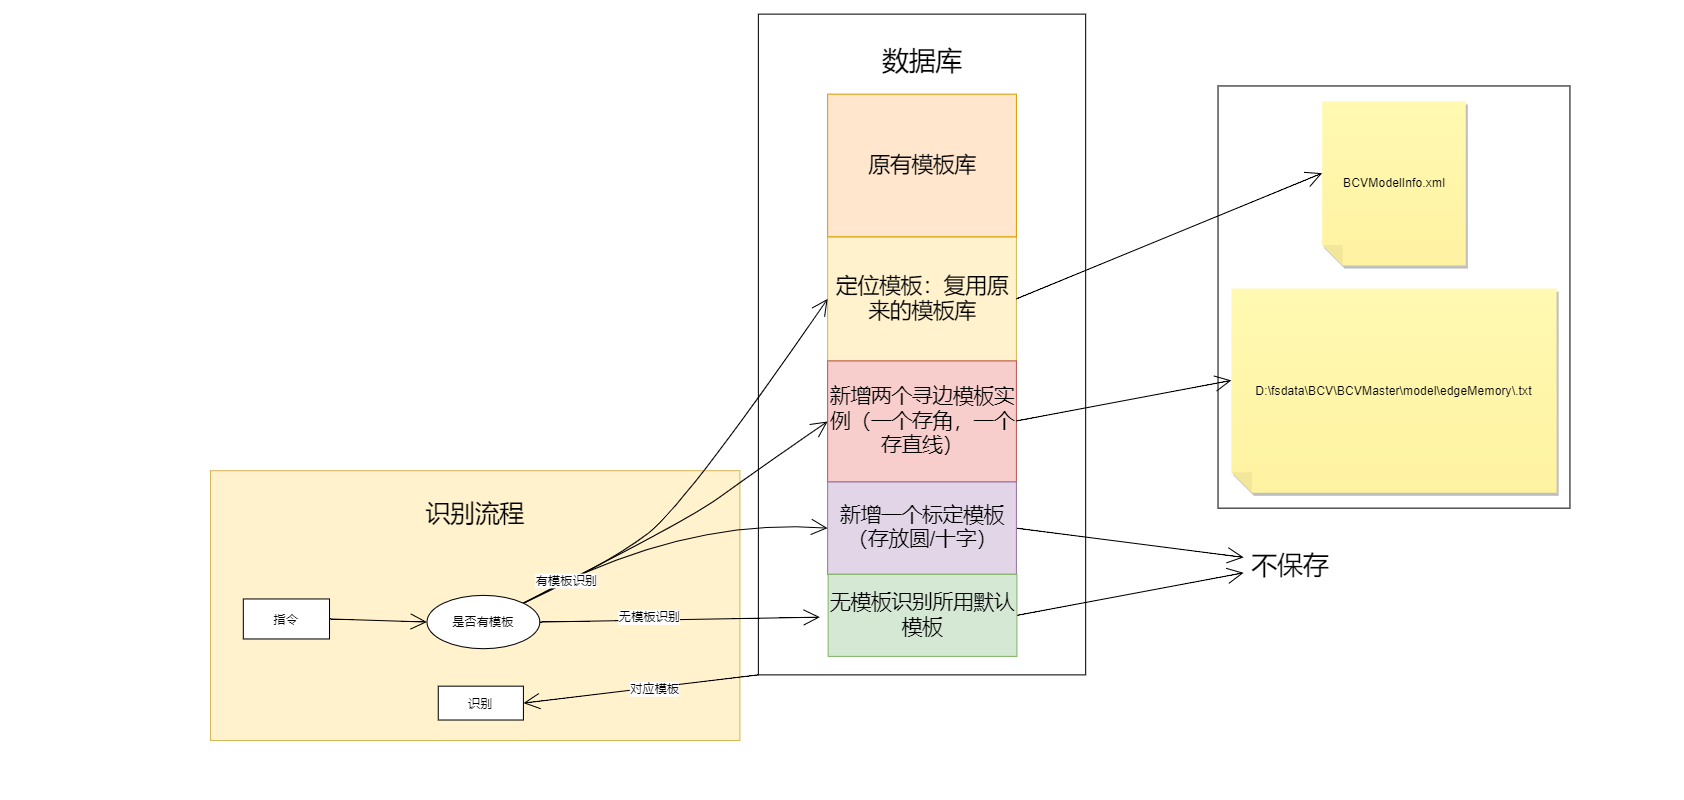 数据库
原有模板库
定位模板：复用原
来的模板库
新增两个寻边模板实
例（一个存角，一个
存直线）
新增一个标定模板
（存放圆/十字）
无模板识别所用默认
模板
BCVModelInfo.xml
D:\fsdata\BCV\BCVMaster\model\edgeMemory\.txt
不保存
识别流程
有模板识别
指令
是否有模板
无模板识别
对应模板
识别